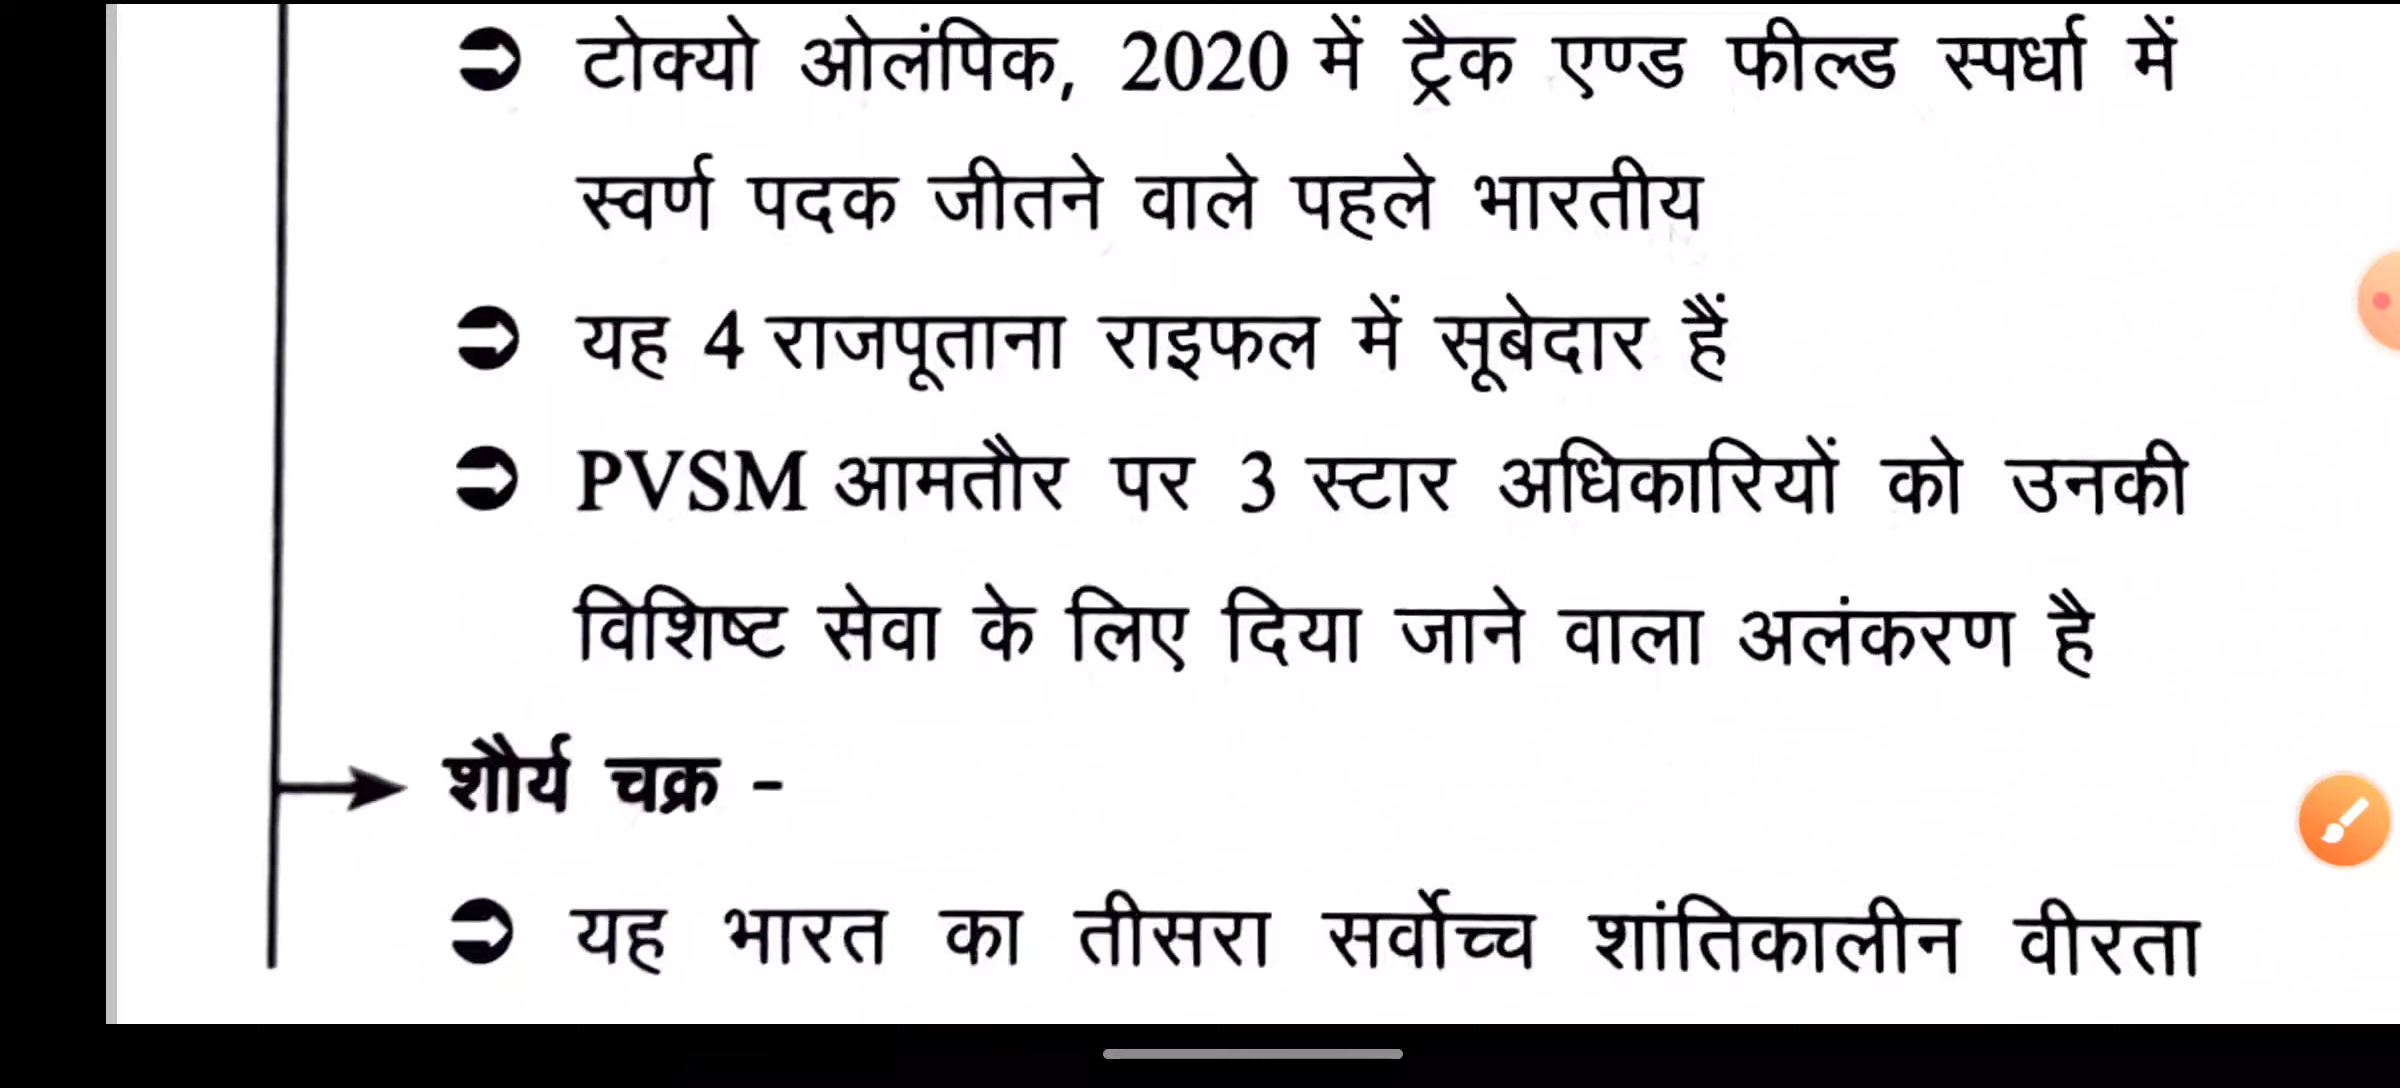 टोक्यो ओलंपिक, 2020 में ट्रैक एण्ड फील्ड स्पर्धा में
स्वर्ण पदक जीतने वाले पहले भारतीय
यह 4 राजपूताना राइफल में सूबेदार हैं
PVSM आमतौर पर 3 स्टार अधिकारियों को उनकी
विशिष्ट सेवा के लिए दिया जाने वाला अलंकरण है
शौर्य चक्र -
यह भारत का तीसरा सर्वोच्च शांतिकालीन वीरता